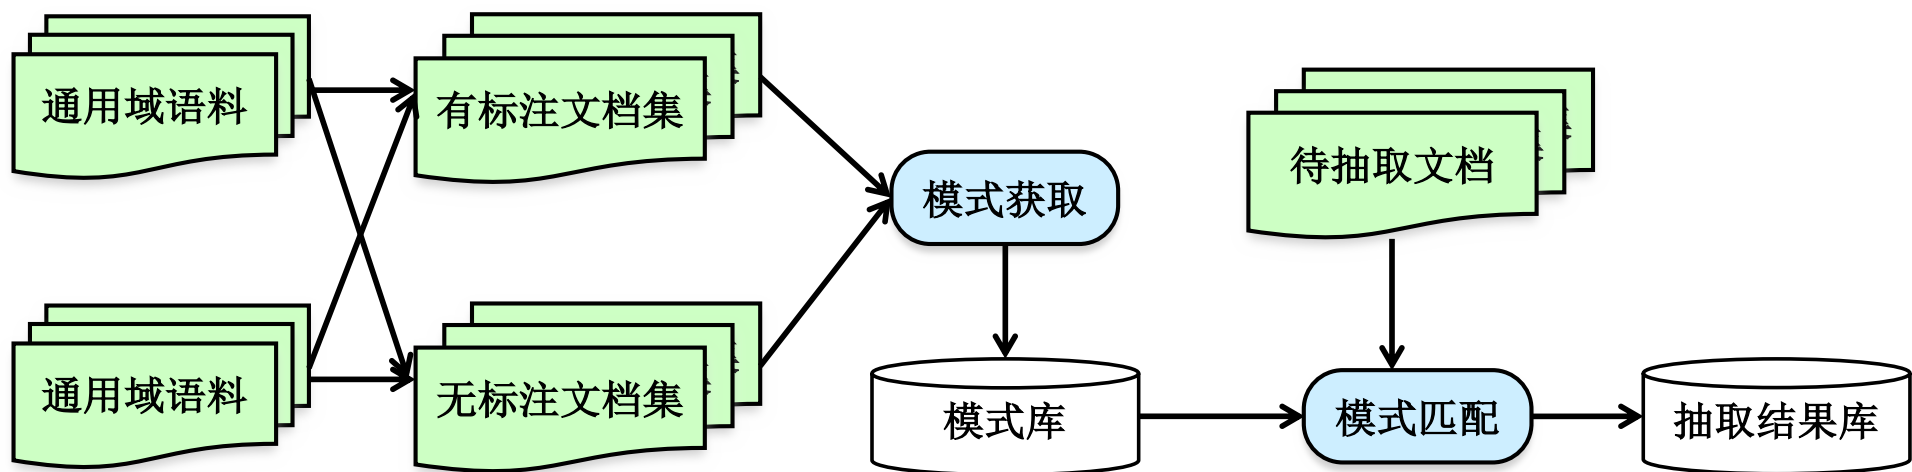 通用域语料
有标注文档集
模式获取
待抽取文档
通用域语料
无标注文档集
模式库
模式匹配
抽取结果库